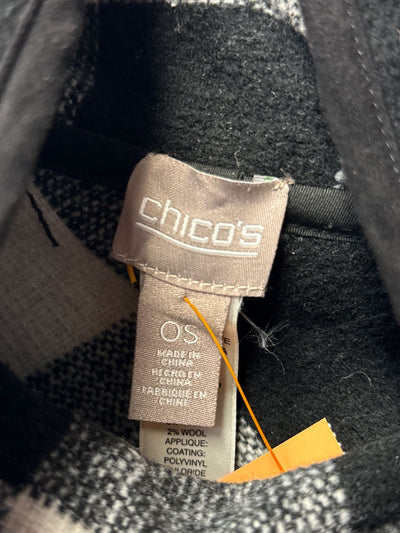 chico's
OS
MADE IN
CHINA
HECHO EN
CHINA
FABRIQUÉ EN
CHINE
2% WOOL
APPLIQUE:
COATING:
POLYVINYL